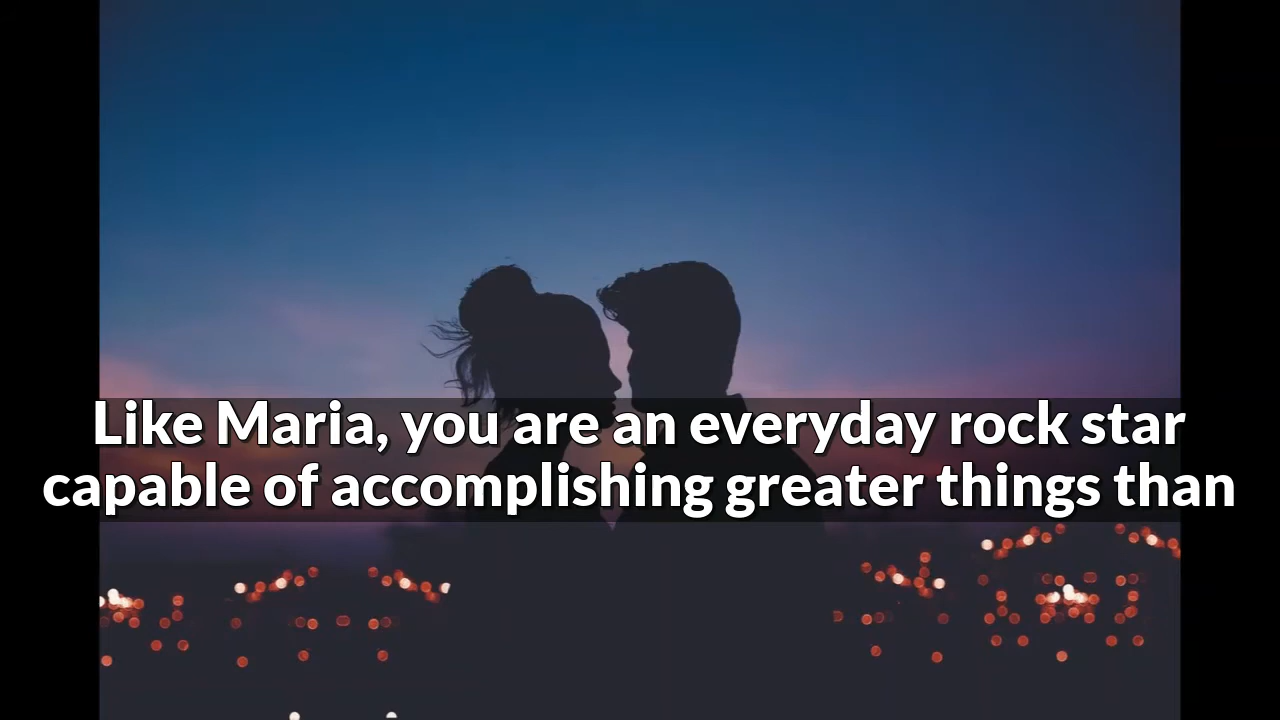 Like Maria, you are an everyday rock star
capable of accomplishing greater things than